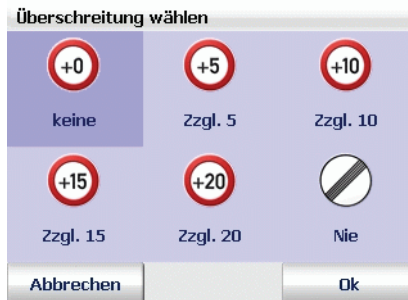 Überschreitung wählen
+0 +5 +10
keine Zzgl. 5 Zzgl. 10
+15 +20
Zzgl. 15 Zzgl. 20 Nie
Abbrechen Ok